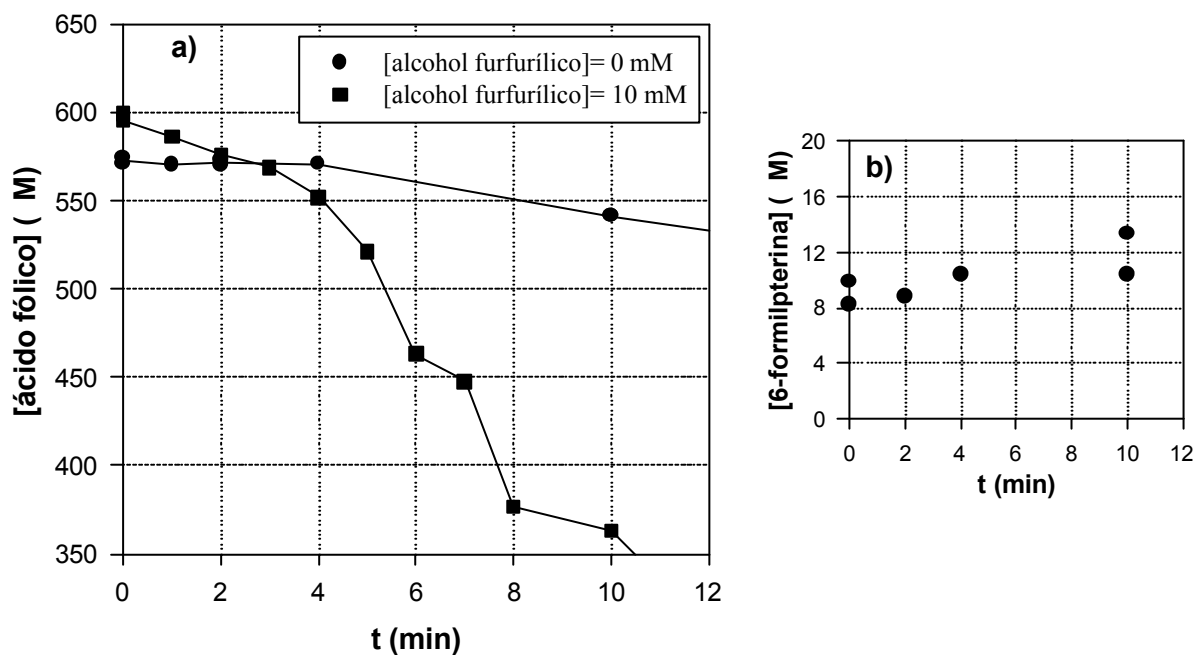 a)
[alcohol furfurílico]= 0 mM
[alcohol furfurílico]= 10 mM
[ácido fólico] ( M)
650
600
550
500
450
400
350
0 2 4 6 8 10 12
t (min)
b)
[6-formilpterina] ( M)
20
16
12
8
4
0
0 2 4 6 8 10 12
t (min)